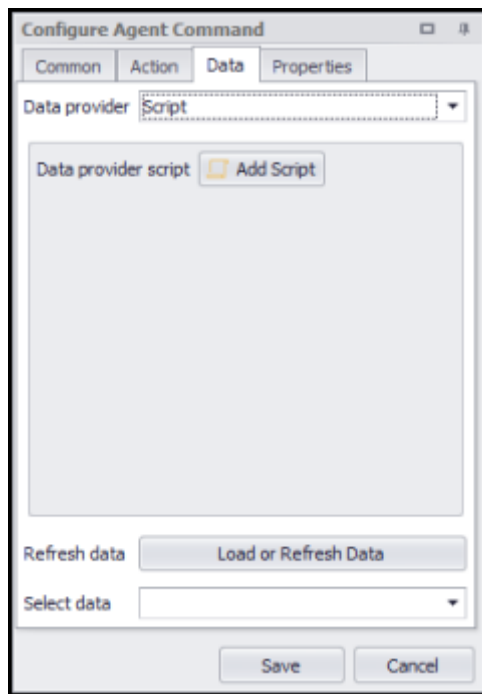 Configure Agent Command
Common Action Data Properties
Data provider Script
Data provider script Add Script
Refresh data Load or Refresh Data
Select data
Save Cancel